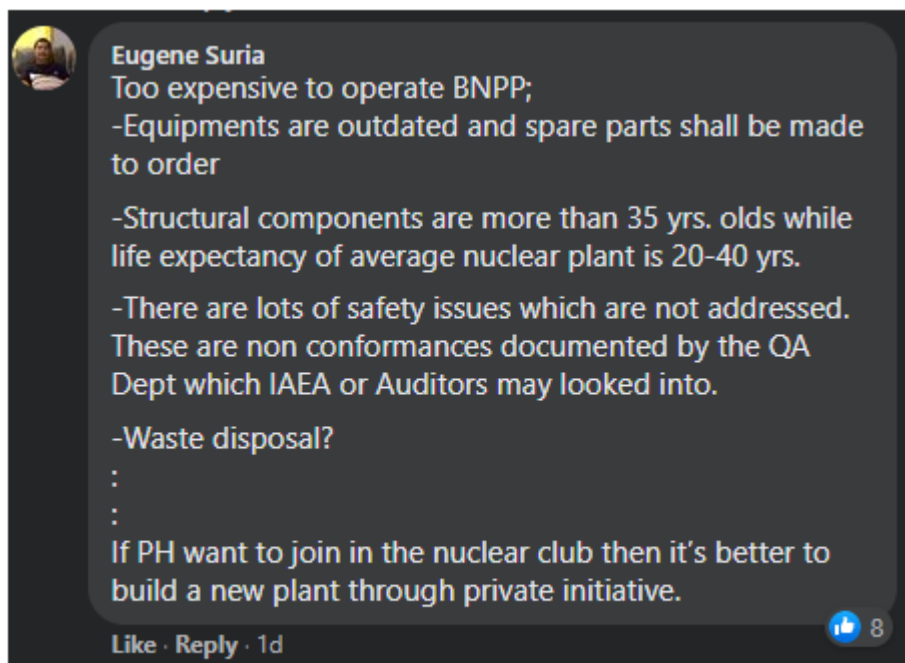 Eugene Suria
Too expensive to operate BNPP;
-Equipments are outdated and spare parts shall be made
to order
-Structural components are more than 35 yrs. olds while
life expectancy of average nuclear plant is 20-40 yrs.
-There are lots of safety issues which are not addressed.
These are non conformances documented by the QA
Dept which IAEA or Auditors may looked into.
-Waste disposal?
:
:
If PH want to join in the nuclear club then it’s better to
build a new plant through private initiative.
8
Like · Reply · 1d